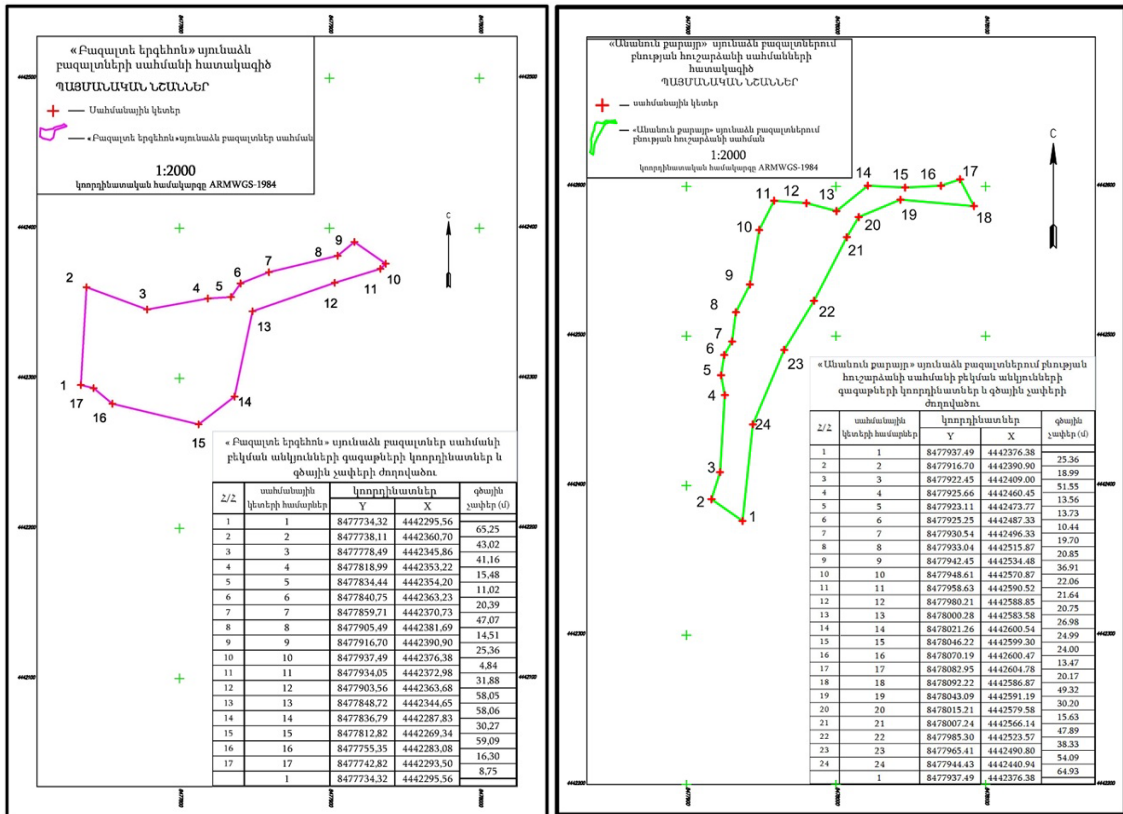 «Բազալտե երգեհոն» սյունաձև
բազալտների սահմանի հատակագիծ
ՊԱՅՄԱՆԱԿԱՆ ՆՇԱՆՆԵՐ
— Սահմանային կետեր
— «Բազալտե երգեհոն»սյունաձև բազալտներ սահման
1:2000
կոորդինատական համակարգը ARMWGS-1984
« Բազալտե երգեհոն» սյունաձև բազալտներ սահմանի
բեկման անկյունների գագաթների կոորդինատներ և
գծային չափերի ժողովածու
Հ/Հ սահմանային կետերի համարներ կոորդինատներ գծային չափեր (մ)
Y X
1 1 8477734,32 4442295,56
65,25
2 2 8477738,11 4442360,70
43,02
3 3 8477778,49 4442345,86
41,16
4 4 8477818,99 4442353,22
15,48
5 5 8477834,44 4442354,20
11,02
6 6 8477840,75 4442363,23
20,39
7 7 8477859,71 4442370,73
47,07
8 8 8477905,49 4442381,69
14,51
9 9 8477916,70 4442390,90
25,36
10 10 8477937,49 4442376,38
4,84
11 11 8477934,05 4442372,98
31,88
12 12 8477903,56 4442363,68
58,05
13 13 8477848,72 4442344,65
58,06
14 14 8477836,79 4442287,83
30,27
15 15 8477812,82 4442269,34
59,09
16 16 8477755,35 4442283,08
16,30
17 17 8477742,82 4442293,50
8,75
1 8477734,32 4442295,56
«Անանուն քարայր» սյունաձև բազալտներում
բնության հուշարձանի սահմանների
հատակագիծ
ՊԱՅՄԱՆԱԿԱՆ ՆՇԱՆՆԵՐ
— սահմանային կետեր
— «Անանուն քարայր» սյունաձև բազալտներում
բնության հուշարձանի սահման
1:2000
կոորդինատական համակարգը ARMWGS-1984
«Անանուն քարայր» սյունաձև բազալտներում բնության
հուշարձանի սահմանի բեկման անկյունների
գագաթների կոորդինատներ և գծային չափերի
ժողովածու
Հ/Հ սահմանային կետերի համարներ կոորդինատներ գծային չափերը (մ)
Y X
1 1 8477937.49 4442376.38
25.36
2 2 8477916.70 4442390.90
18.99
3 3 8477922.45 4442409.00
51.55
4 4 8477925.66 4442460.45
13.56
5 5 8477923.11 4442473.77
13.73
6 6 8477925.25 4442487.33
10.44
7 7 8477930.54 4442496.33
19.70
8 8 8477933.04 4442515.87
20.85
9 9 8477942.45 4442534.48
36.91
10 10 8477948.61 4442570.87
22.06
11 11 8477958.63 4442590.52
21.64
12 12 8477980.21 4442588.85
20.75
13 13 8478000.28 4442583.58
26.98
14 14 8478021.26 4442600.54
24.99
15 15 8478046.22 4442599.30
24.00
16 16 8478070.19 4442600.47
13.47
17 17 8478082.95 4442604.78
20.17
18 18 8478092.22 4442586.87
49.32
19 19 8478043.09 4442591.19
30.20
20 20 8478015.21 4442579.58
15.63
21 21 8478007.24 4442566.14
47.89
22 22 8477985.30 4442523.57
38.33
23 23 8477965.41 4442490.80
54.09
24 24 8477944.43 4442440.94
64.93
1 8477937.49 4442376.38